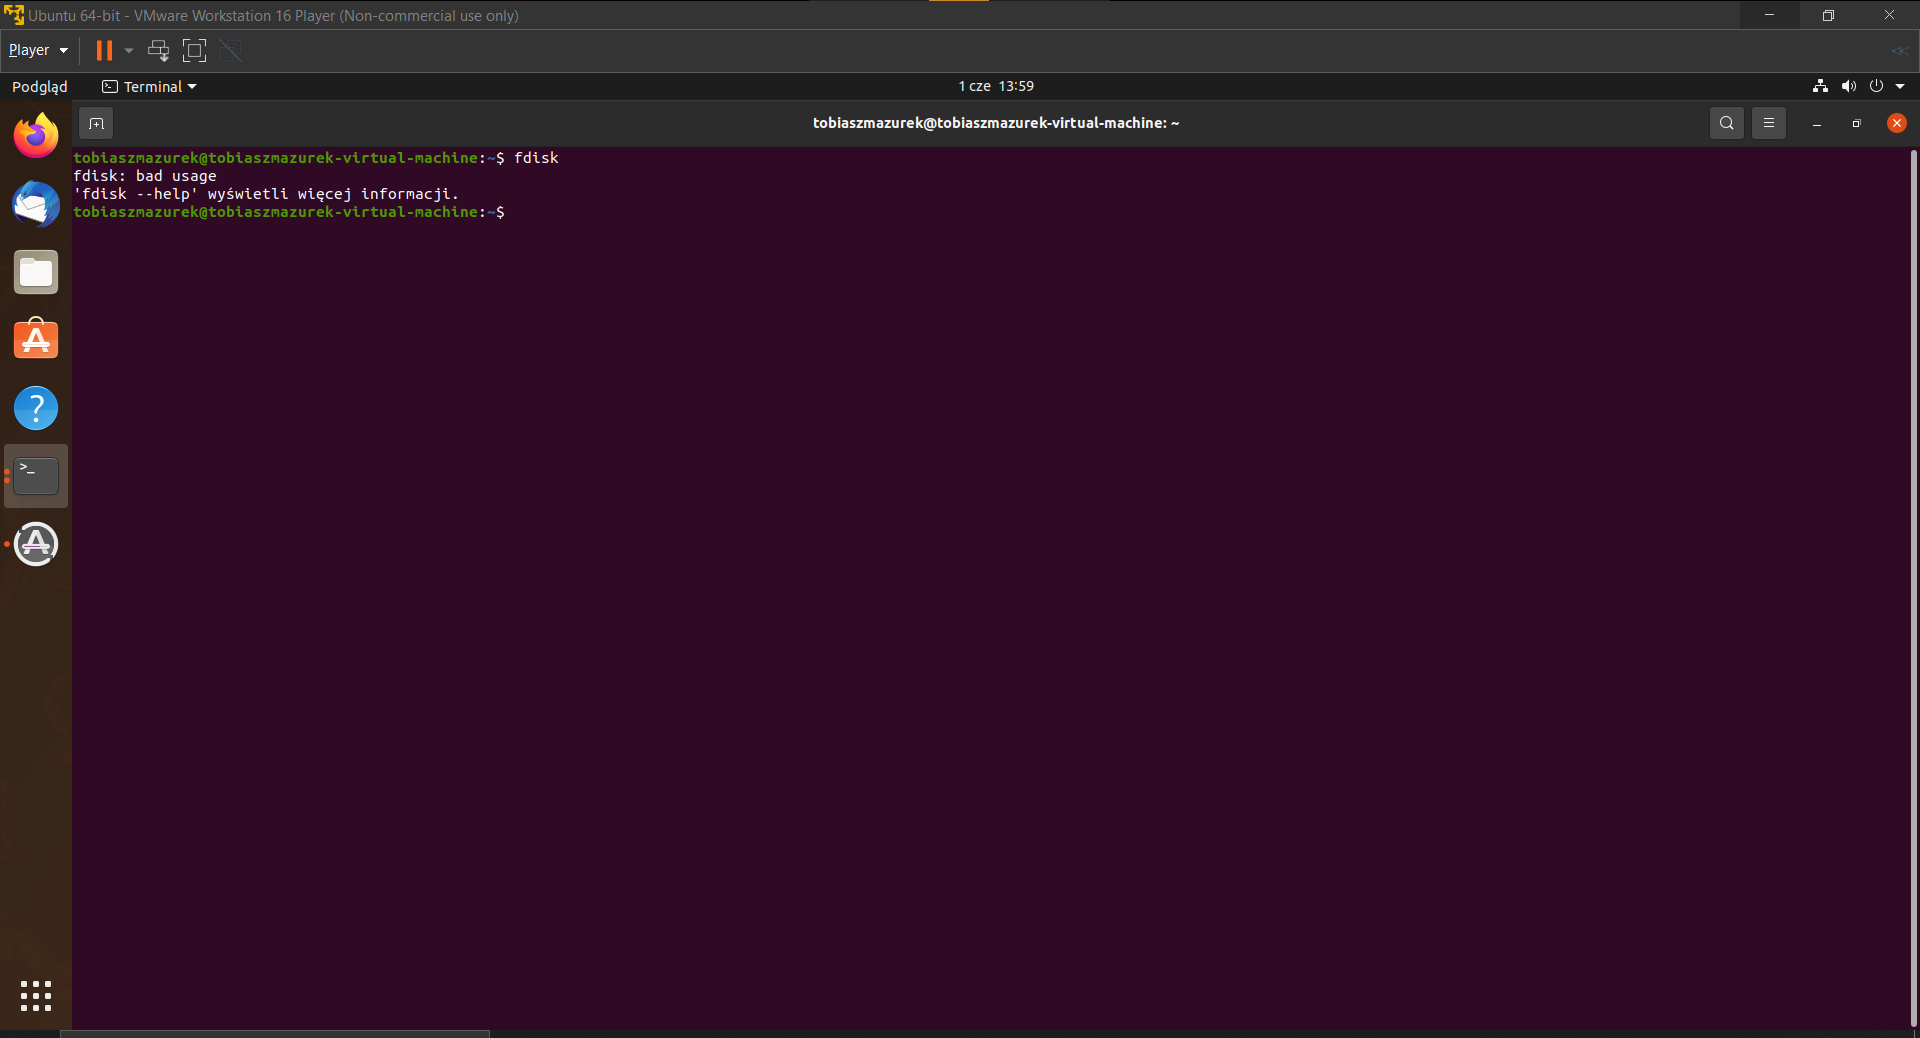 Ubuntu 64-bit - VMware Workstation 16 Player (Non-commercial use only)
Player
Podgląd Terminal 1 cze 13:59
tobiaszmazurek@tobiaszmazurek-virtual-machine: ~
tobiaszmazurek@tobiaszmazurek-virtual-machine:~$ fdisk
fdisk: bad usage
'fdisk --help' wyświetli więcej informacji.
tobiaszmazurek@tobiaszmazurek-virtual-machine:~$